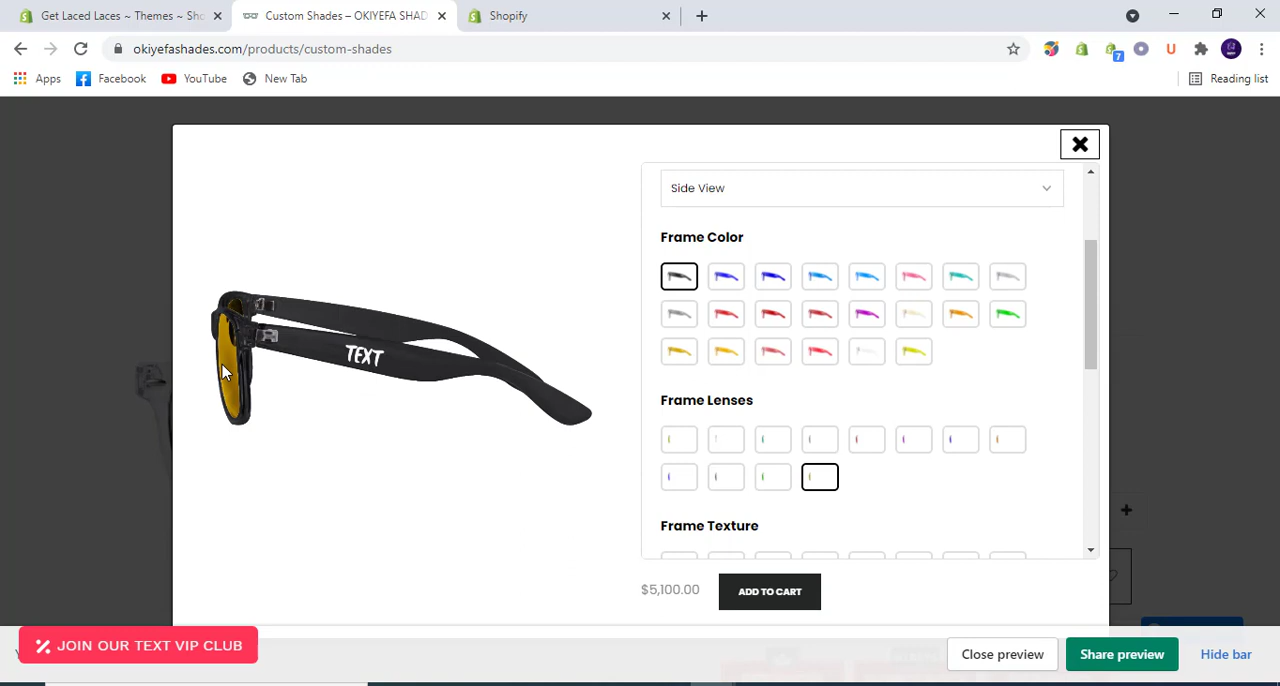 Get Laced Laces ~ Themes ~ Sho
Custom Shades – OKIYEFA SHAD
Shopify
okiyefashades.com/products/custom-shades
7
Apps
Facebook
YouTube
New Tab
Reading list
Side View
Frame Color
TEXT
Frame Lenses
Frame Texture
$5,100.00
ADD TO CART
JOIN OUR TEXT VIP CLUB
Close preview
Share preview
Hide bar